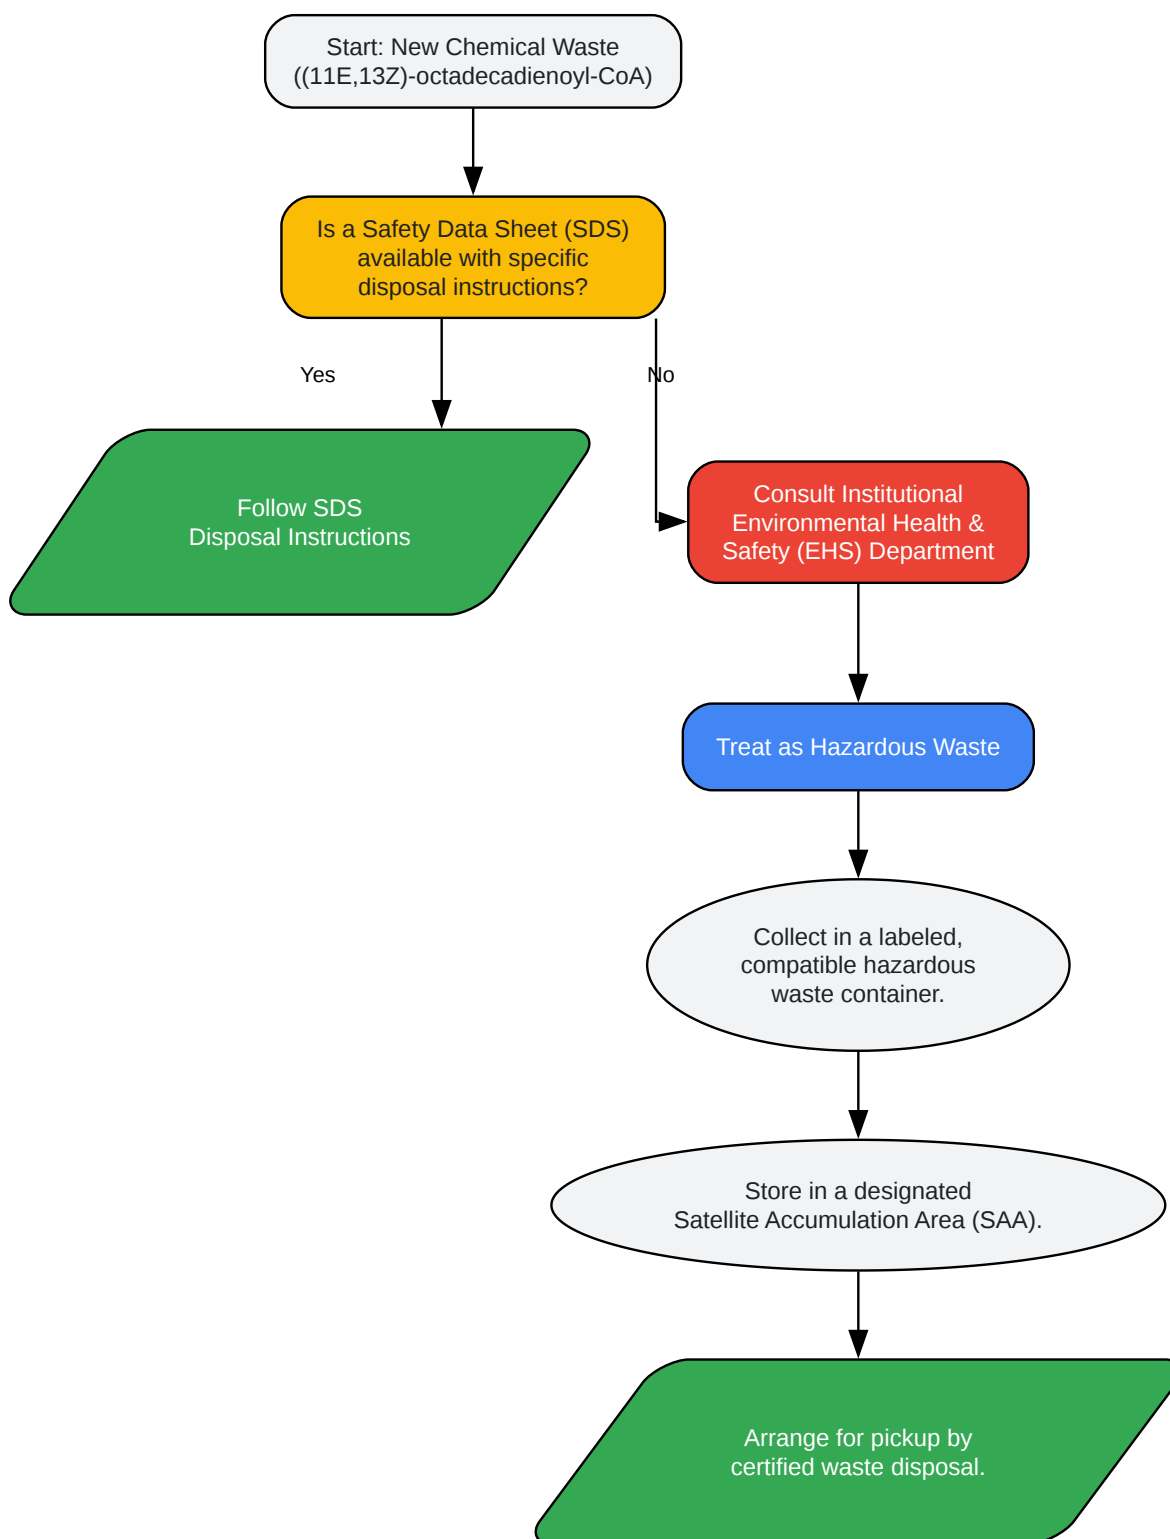 Start: New Chemical Waste
((11E,13Z)-octadecadienoyl-CoA)
Is a Safety Data Sheet (SDS)
available with specific
disposal instructions?
Yes
No
Follow SDS
Disposal Instructions
Consult Institutional
Environmental Health &
Safety (EHS) Department
Treat as Hazardous Waste
Collect in a labeled,
compatible hazardous
waste container.
Store in a designated
Satellite Accumulation Area (SAA).
Arrange for pickup by
certified waste disposal.